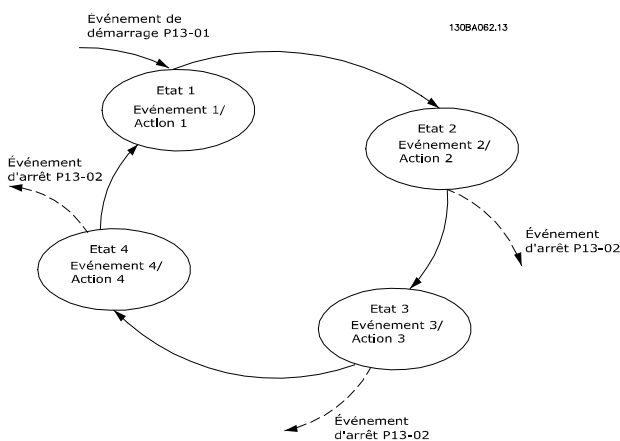 Événement de
démarrage P13-01
130BA062.13
Etat 1
Evénement 1/
Action 1
Etat 2
Evénement 2/
Action 2
Événement
d'arrêt P13-02
Événement
d'arrêt P13-02
Etat 4
Evénement 4/
Action 4
Etat 3
Evénement 3/
Action 3
Événement
d'arrêt P13-02